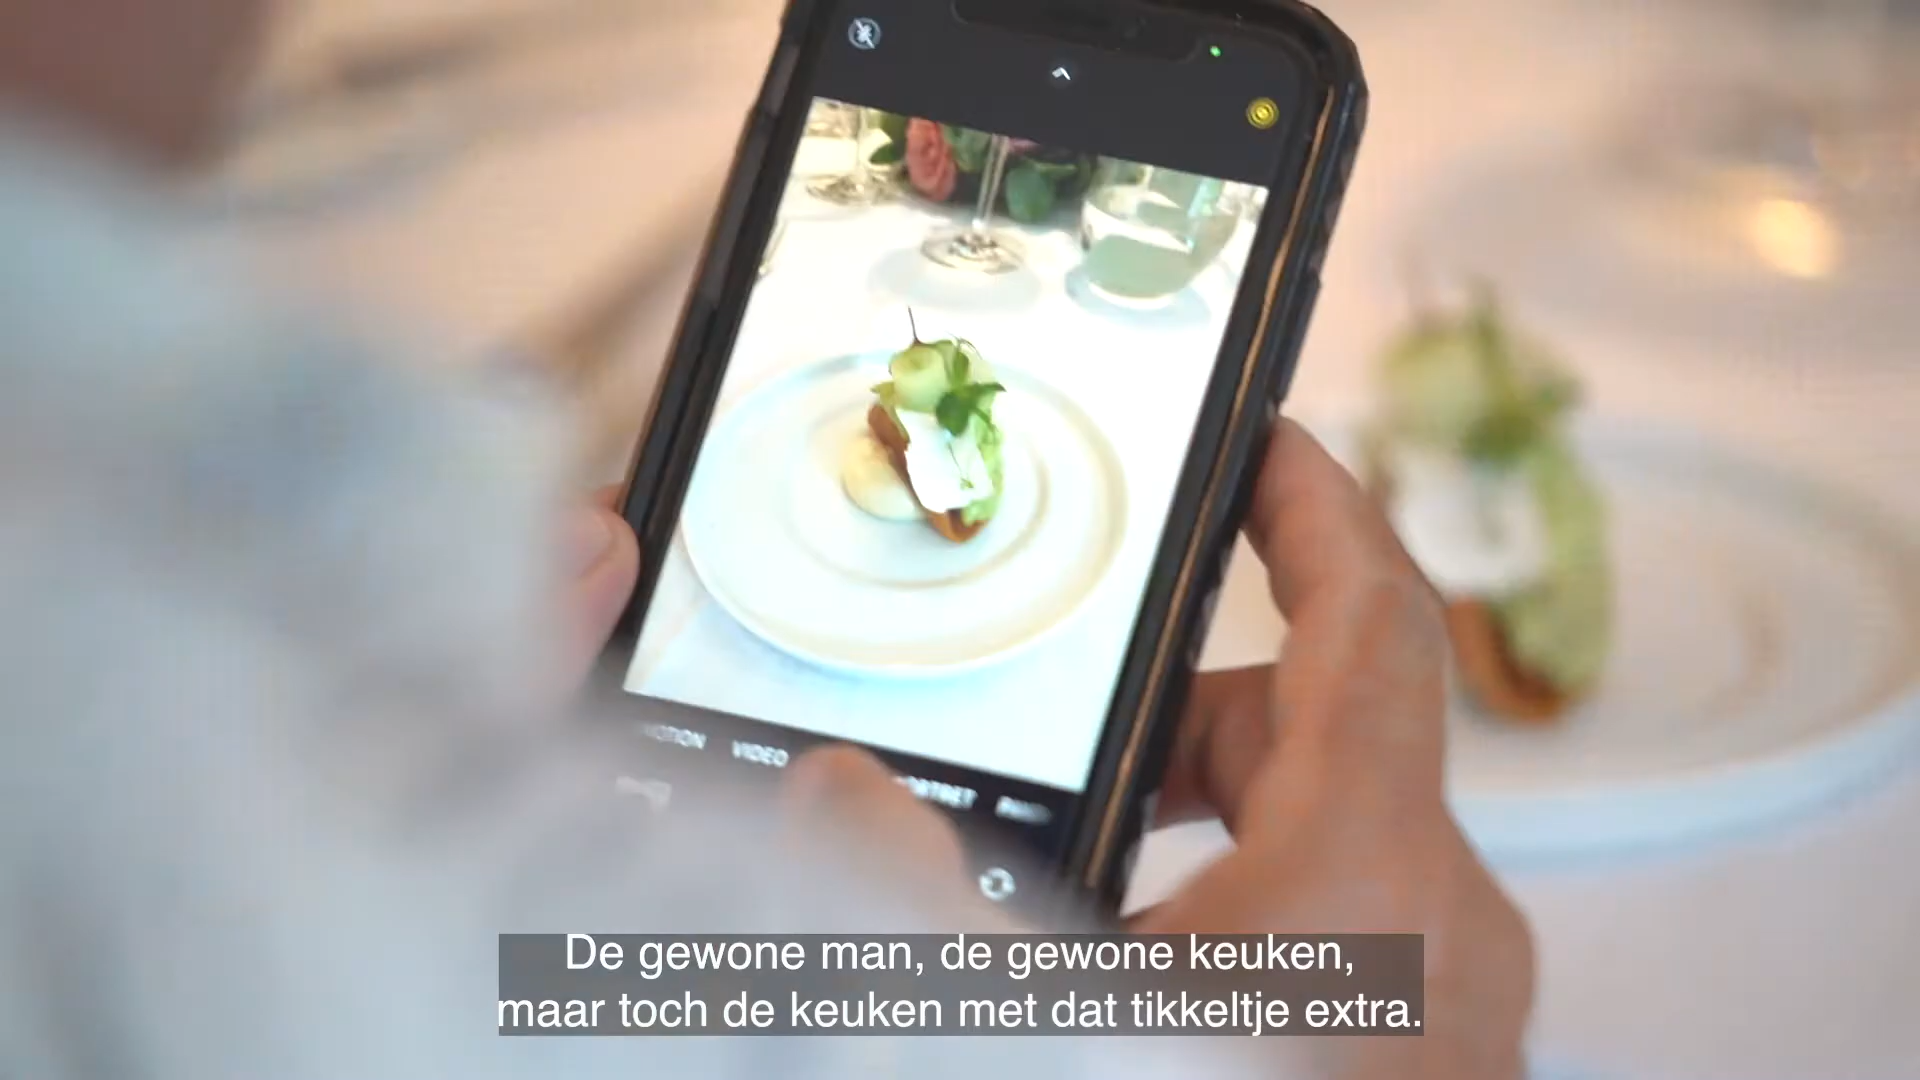 VIDEO
De gewone man, de gewone keuken,
maar toch de keuken met dat tikkeltje extra.